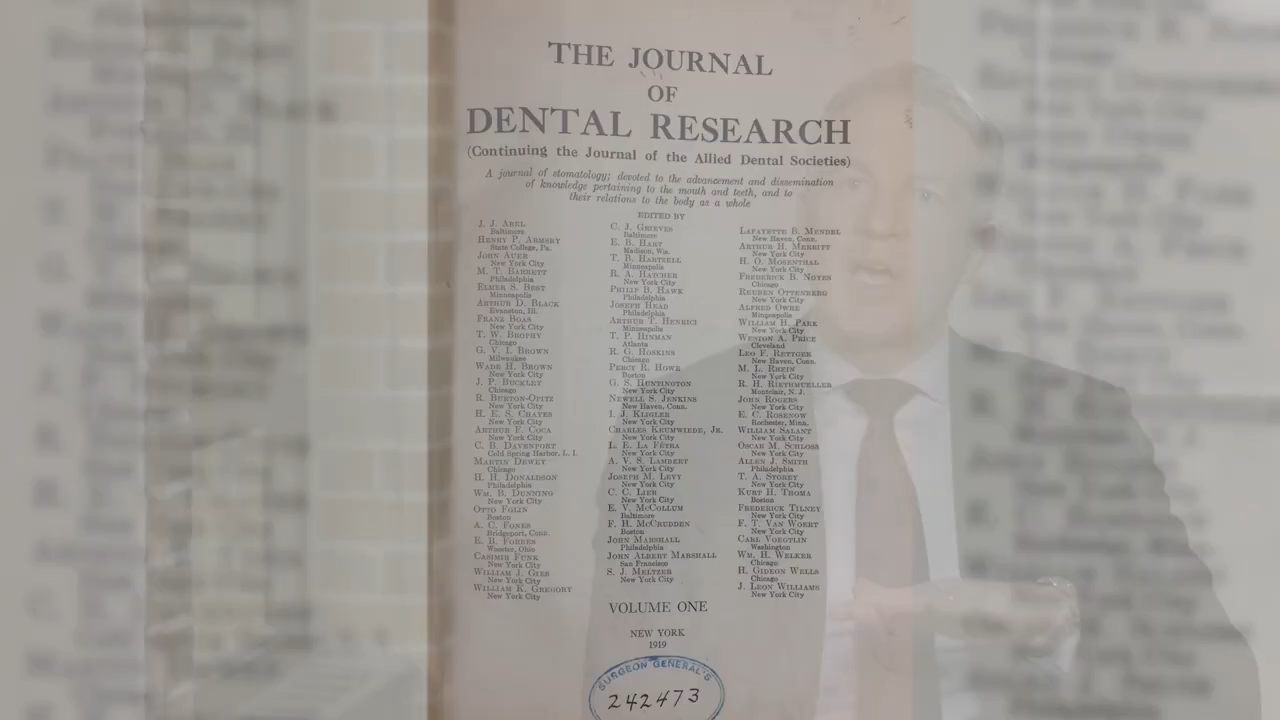 THE JOURNAL
OF
DENTAL RESEARCH
(Continuing the Journal of the Allied Dental Societies)
A journal of stomatology; devoted to the advancement and dissemination
of knowledge pertaining to the mouth and teeth, and to
their relations to the body as a whole
EDITED BY
J. J. ABEL
Baltimore
HENRY P. ARMSBY
State College, Pa.
JOHN AUER
New York City
M. T. BARRETT
Philadelphia
ELMER S. BEST
Minneapolis
ARTHUR D. BLACK
Evanston, Ill.
FRANZ BOAS
New York City
T. W. BROPHY
Chicago
G. V. I. BROWN
Milwaukee
WADE H. BROWN
New York City
J. P. BUCKLEY
Chicago
R. BURTON-OPITZ
New York City
H. E. S. CHAYES
New York City
ARTHUR F. COCA
New York City
C. B. DAVENPORT
Cold Spring Harbor, L. I.
MARTIN DEWEY
Chicago
H. H. DONALDSON
Philadelphia
WM. B. DUNNING
New York City
OTTO FOLIN
Boston
A. C. FONES
Bridgeport, Conn.
E. B. FORBES
Wooster, Ohio
CASIMIR FUNK
New York City
WILLIAM J. GIES
New York City
WILLIAM K. GREGORY
New York City
C. J. GRIEVES
Baltimore
E. B. HART
Madison, Wis.
T. B. HARTZELL
Minneapolis
R. A. HATCHER
New York City
PHILIP B. HAWK
Philadelphia
JOSEPH HEAD
Philadelphia
ARTHUR T. HENRICI
Minneapolis
T. P. HINMAN
Atlanta
R. G. HOSKINS
Chicago
PERCY R. HOWE
Boston
G. S. HUNTINGTON
New York City
NEWELL S. JENKINS
New Haven, Conn.
I. J. KLIGLER
New York City
CHARLES KRUMWIEDE, JR.
New York City
L. E. LA FÉTRA
New York City
A. V. S. LAMBERT
New York City
JOSEPH M. LEVY
New York City
C. C. LIEB
New York City
E. V. MCCOLLUM
Baltimore
F. H. MCCRUDDEN
Boston
JOHN MARSHALL
Philadelphia
JOHN ALBERT MARSHALL
San Francisco
S. J. MELTZER
New York City
LAFAYETTE B. MENDEL
New Haven, Conn.
ARTHUR H. MERRITT
New York City
H. O. MOSENTHAL
New York City
FREDERICK B. NOYES
Chicago
REUBEN OTTENBERG
New York City
ALFRED OWRE
Minneapolis
WILLIAM H. PARK
New York City
WESTON A. PRICE
Cleveland
LEO F. RETTGER
New Haven, Conn.
M. L. RHEIN
New York City
R. H. RIETHMUELLER
Montclair, N. J.
JOHN ROGERS
New York City
E. C. ROSENOW
Rochester, Minn.
WILLIAM SALANT
New York City
OSCAR M. SCHLOSS
New York City
ALLEN J. SMITH
Philadelphia
T. A. STOREY
New York City
KURT H. THOMA
Boston
FREDERICK TILNEY
New York City
F. T. VAN WOERT
New York City
CARL VOEGTLIN
Washington
WM. H. WELKER
Chicago
H. GIDEON WELLS
Chicago
J. LEON WILLIAMS
New York City
VOLUME ONE
NEW YORK
1919
SURGEON GENERAL'S
242473